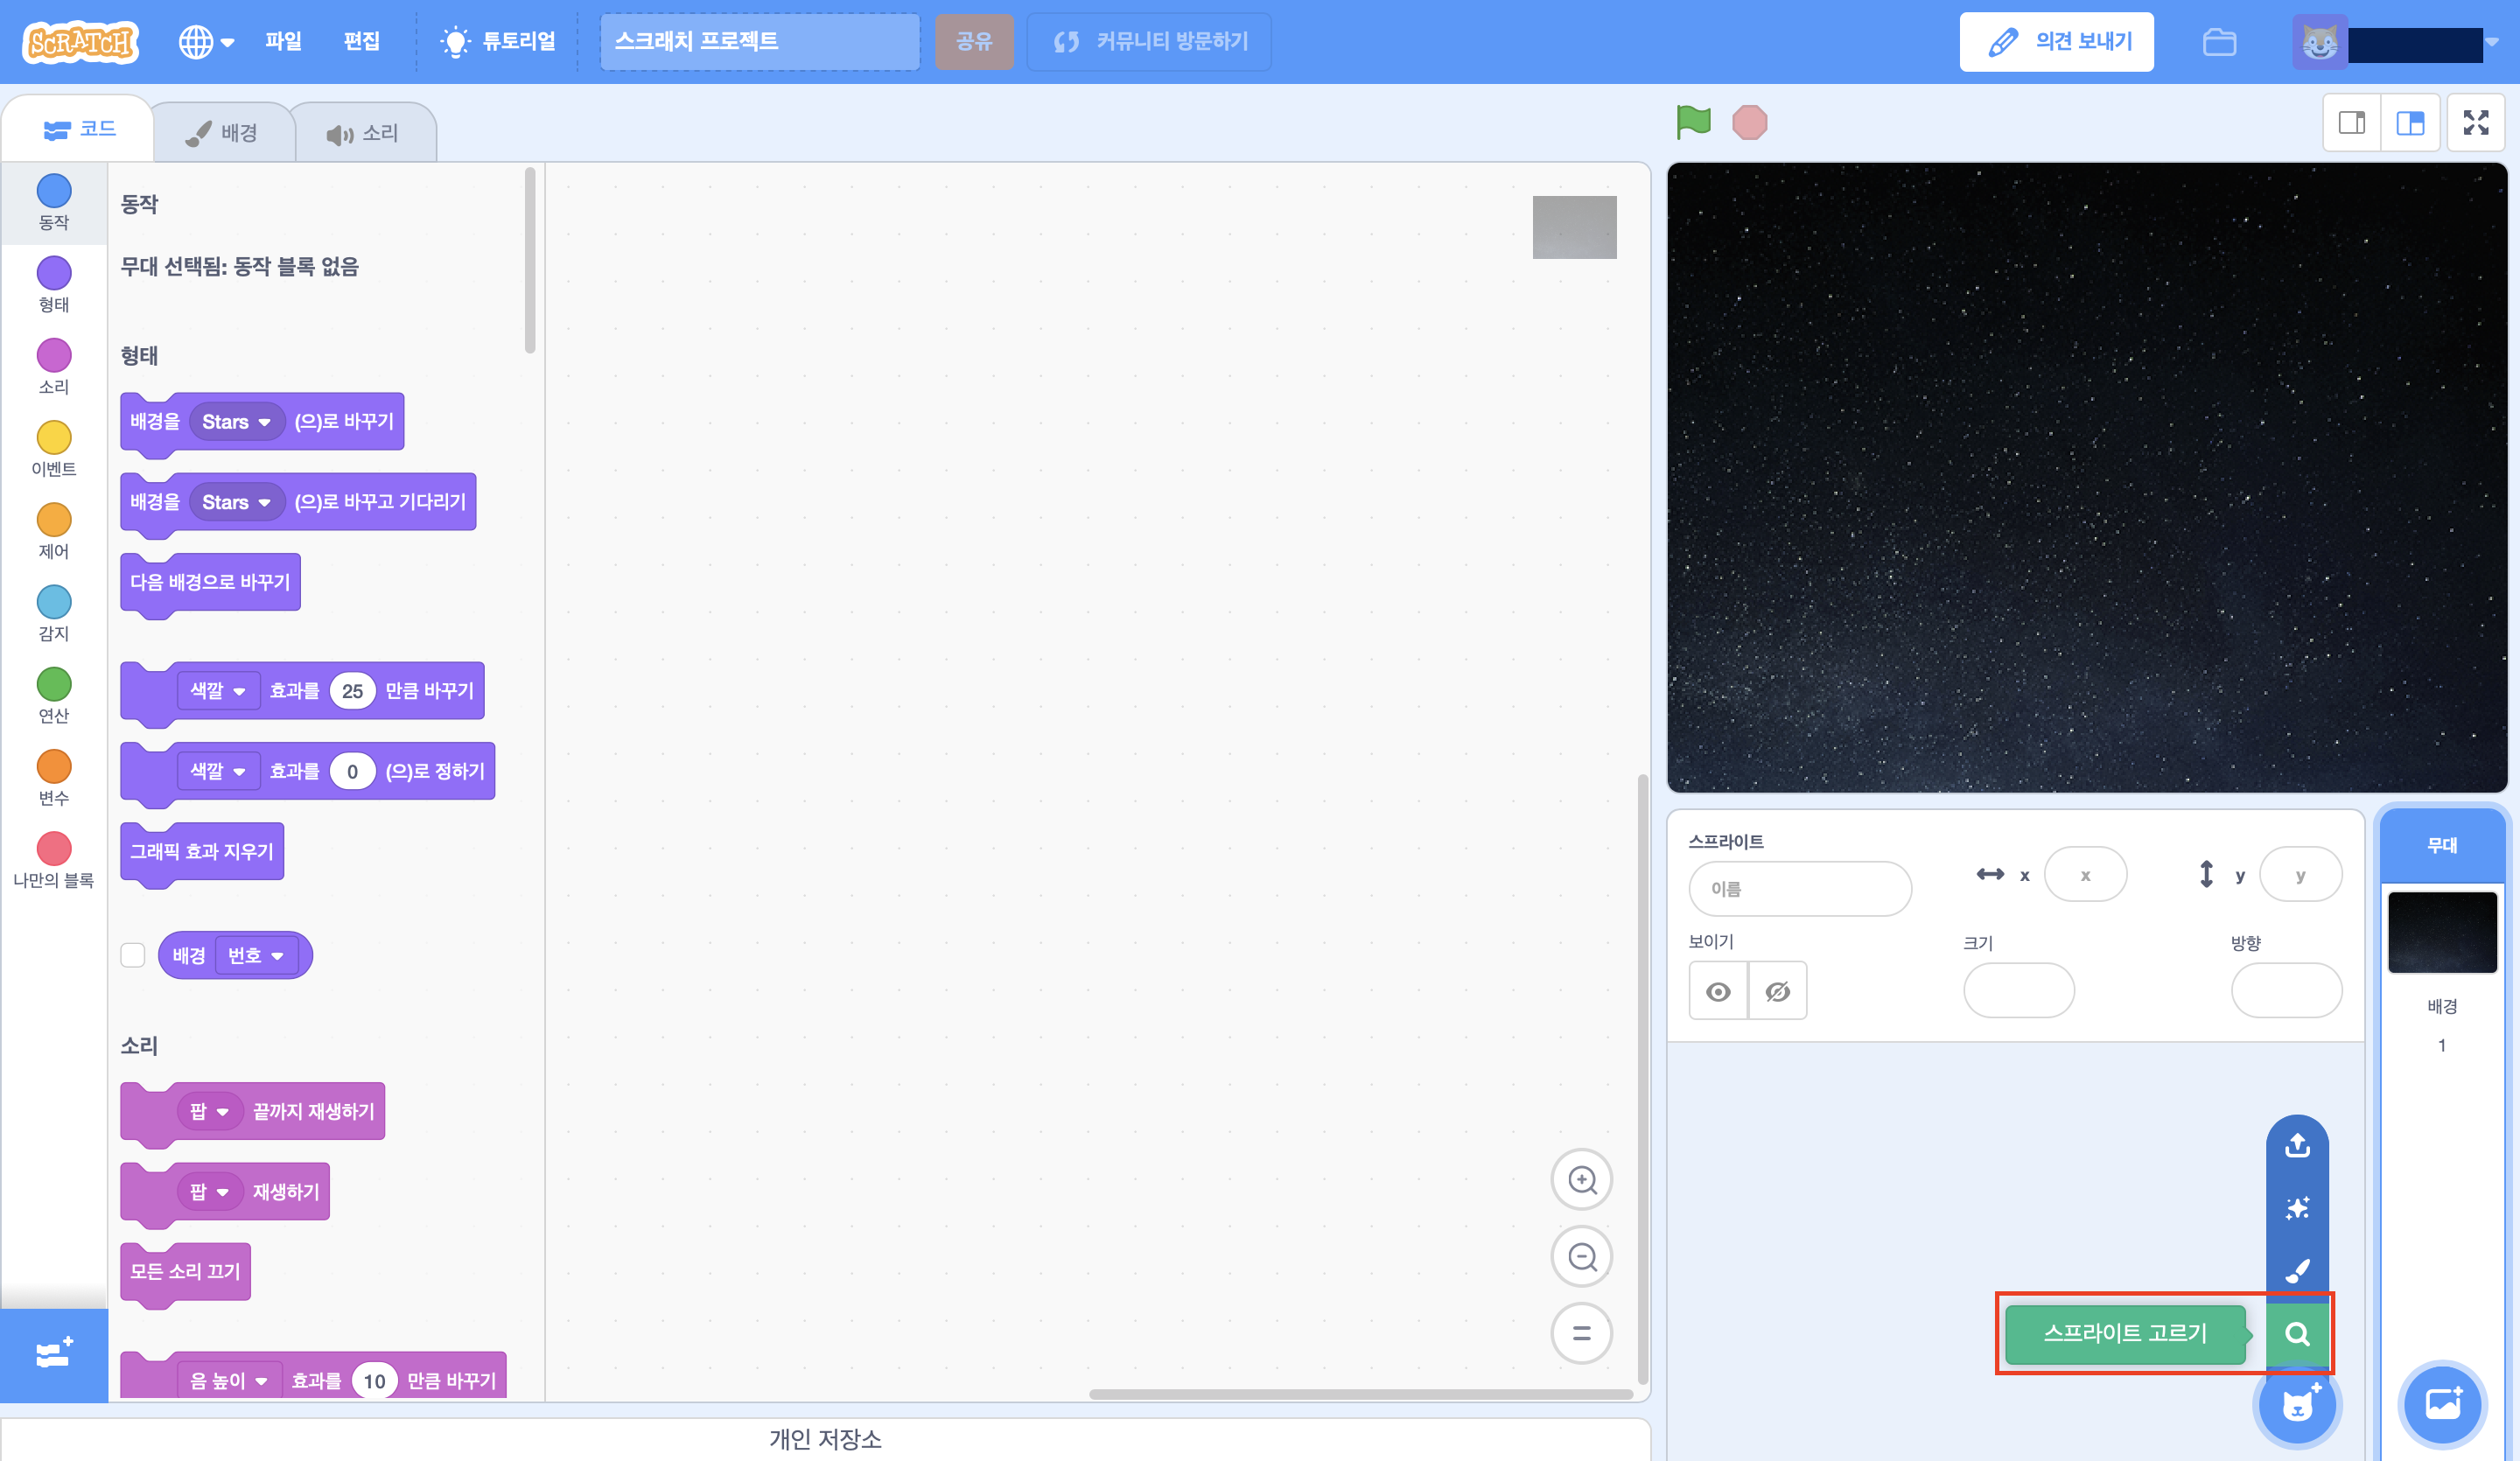 SCRATCH
파일
편집
튜토리얼
스크래치 프로젝트
공유
커뮤니티 방문하기
의견 보내기
코드
배경
소리
동작
형태
소리
이벤트
제어
감지
연산
변수
나만의 블록
동작
무대 선택됨: 동작 블록 없음
형태
배경을 Stars (으)로 바꾸기
배경을 Stars (으)로 바꾸고 기다리기
다음 배경으로 바꾸기
색깔 효과를 25 만큼 바꾸기
색깔 효과를 0 (으)로 정하기
그래픽 효과 지우기
배경 번호
소리
팝 끝까지 재생하기
팝 재생하기
모든 소리 끄기
음 높이 효과를 10 만큼 바꾸기
개인 저장소
스프라이트
이름
x x
y y
보이기
크기
방향
스프라이트 고르기
무대
배경
1